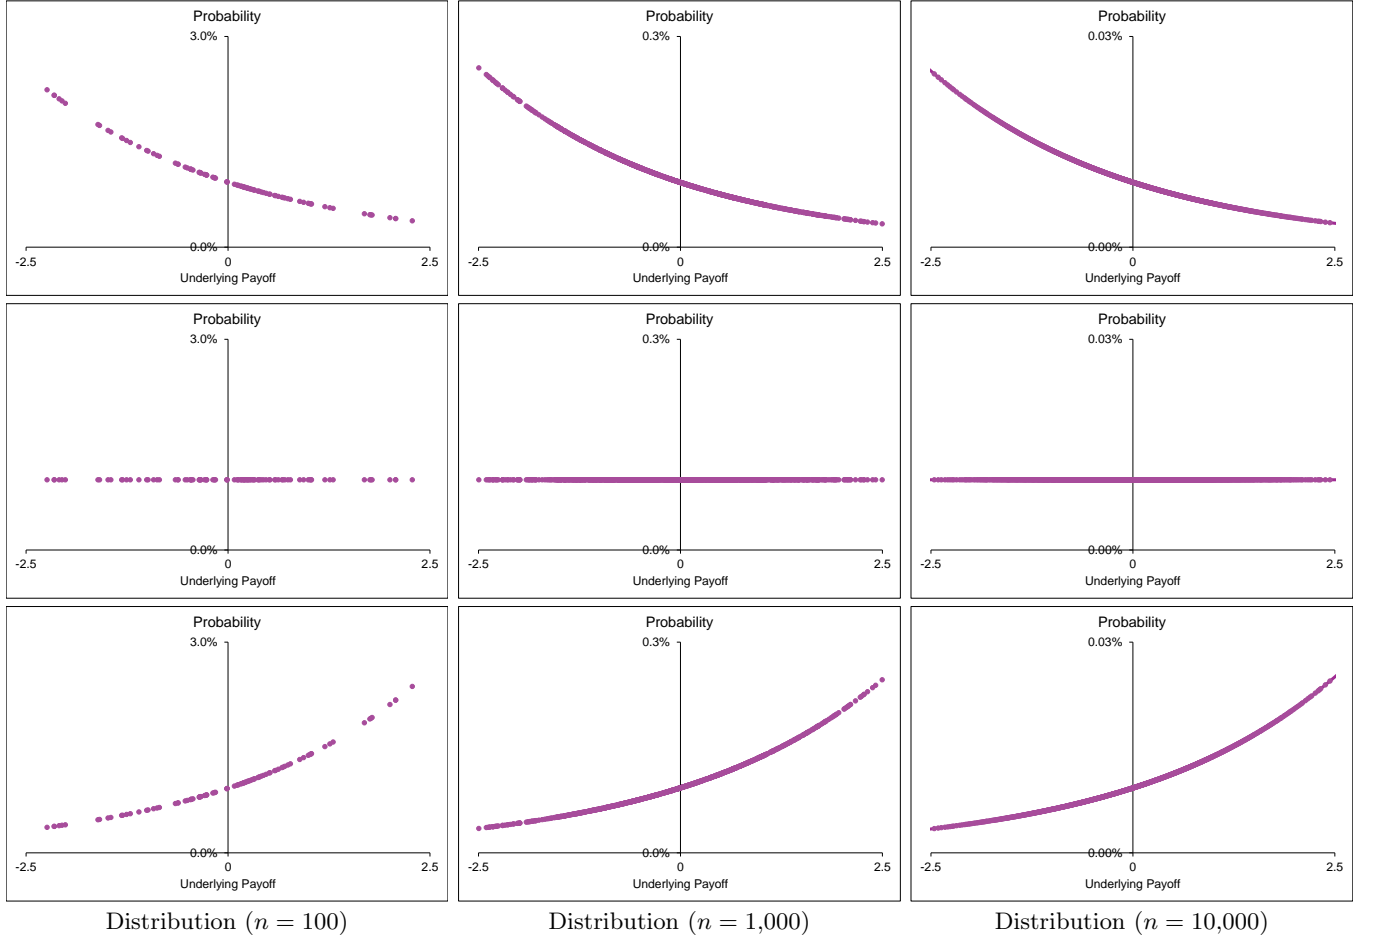 Probability
3.0%
0.0%
-2.5 0 2.5
Underlying Payoff
Probability
0.3%
0.0%
-2.5 0 2.5
Underlying Payoff
Probability
0.03%
0.00%
-2.5 0 2.5
Underlying Payoff
Probability
3.0%
0.0%
-2.5 0 2.5
Underlying Payoff
Probability
0.3%
0.0%
-2.5 0 2.5
Underlying Payoff
Probability
0.03%
0.00%
-2.5 0 2.5
Underlying Payoff
Probability
3.0%
0.0%
-2.5 0 2.5
Underlying Payoff
Probability
0.3%
0.0%
-2.5 0 2.5
Underlying Payoff
Probability
0.03%
0.00%
-2.5 0 2.5
Underlying Payoff
Distribution (n = 100)
Distribution (n = 1,000)
Distribution (n = 10,000)